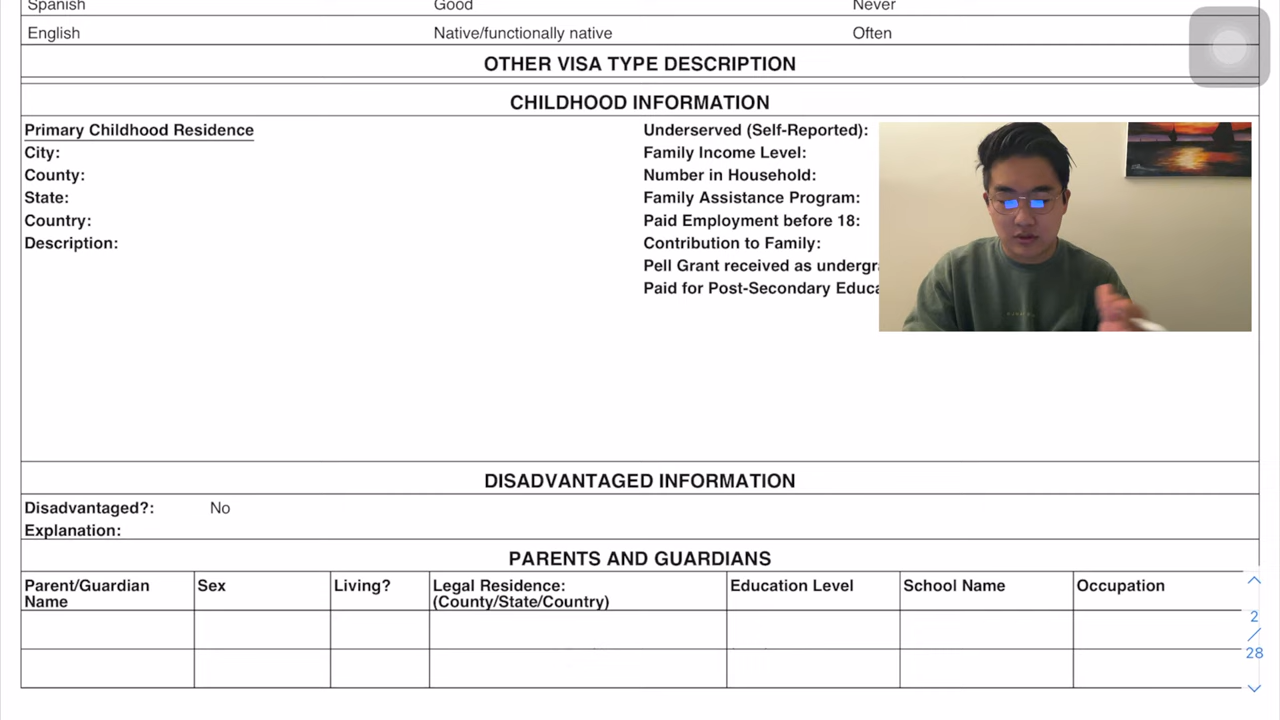 Spanish Good Never
English Native/functionally native Often
OTHER VISA TYPE DESCRIPTION
CHILDHOOD INFORMATION
Primary Childhood Residence
City:
County:
State:
Country:
Description:
Underserved (Self-Reported):
Family Income Level:
Number in Household:
Family Assistance Program:
Paid Employment before 18:
Contribution to Family:
Pell Grant received as undergr
Paid for Post-Secondary Educa
DISADVANTAGED INFORMATION
Disadvantaged?: No
Explanation:
PARENTS AND GUARDIANS
Parent/Guardian Name
Sex
Living?
Legal Residence:
(County/State/Country)
Education Level
School Name
Occupation
2
/
28